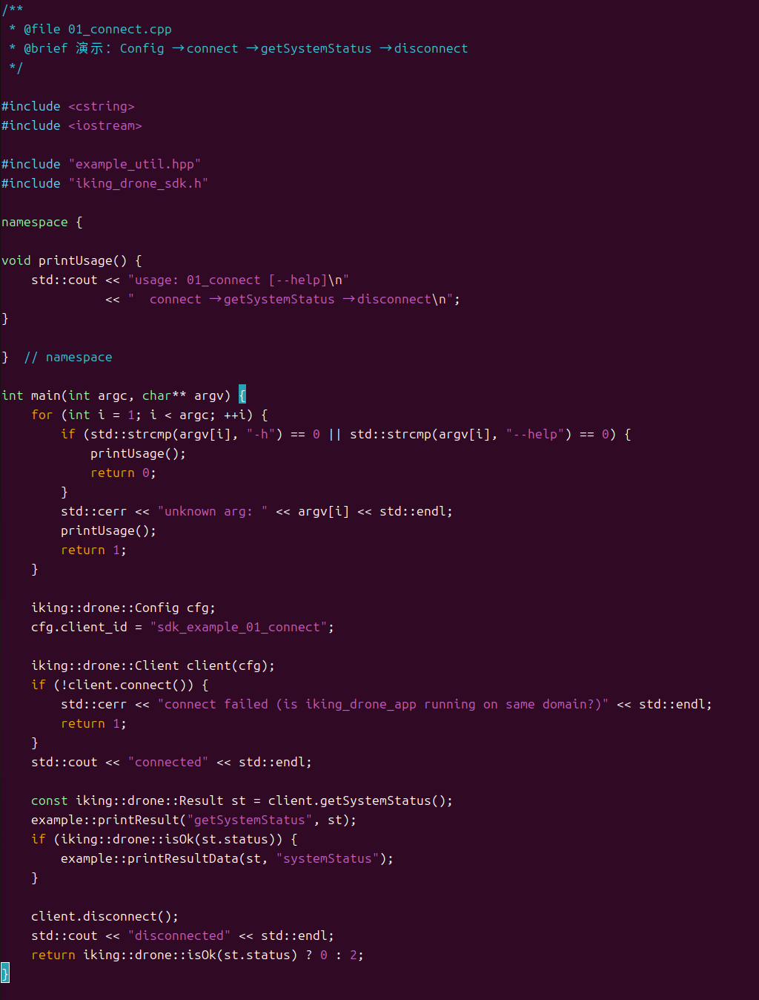 /**
 * @file 01_connect.cpp
 * @brief 演示: Config →connect →getSystemStatus →disconnect
 */
#include <cstring>
#include <iostream>
#include "example_util.hpp"
#include "iking_drone_sdk.h"
namespace {
void printUsage() {
    std::cout << "usage: 01_connect [--help]\n"
              << "  connect →getSystemStatus →disconnect\n";
}
}  // namespace
int main(int argc, char** argv) {
    for (int i = 1; i < argc; ++i) {
        if (std::strcmp(argv[i], "-h") == 0 || std::strcmp(argv[i], "--help") == 0) {
            printUsage();
            return 0;
        }
        std::cerr << "unknown arg: " << argv[i] << std::endl;
        printUsage();
        return 1;
    }
    iking::drone::Config cfg;
    cfg.client_id = "sdk_example_01_connect";
    iking::drone::Client client(cfg);
    if (!client.connect()) {
        std::cerr << "connect failed (is iking_drone_app running on same domain?)" << std::endl;
        return 1;
    }
    std::cout << "connected" << std::endl;
    const iking::drone::Result st = client.getSystemStatus();
    example::printResult("getSystemStatus", st);
    if (iking::drone::isOk(st.status)) {
        example::printResultData(st, "systemStatus");
    }
    client.disconnect();
    std::cout << "disconnected" << std::endl;
    return iking::drone::isOk(st.status) ? 0 : 2;
}